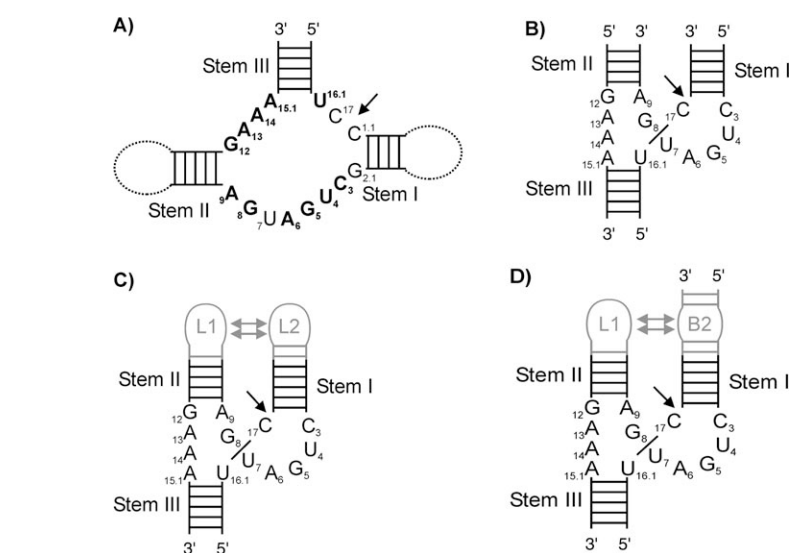 A)
3' 5'
Stem III
A15.1 U16.1
A14 C17
A13 C1.1
G12
G2.1
Stem II Stem I
9A 8G 7U A6 G5 U4 C3
B)
5' 3' 3' 5'
Stem II Stem I
12G A9 17C C3
13A G8 U4
14A U7 A6 G5
15.1A U16.1
Stem III
3' 5'
C)
L1 L2
Stem II Stem I
12G A9 17C C3
13A G8 U4
14A U7 A6 G5
15.1A U16.1
Stem III
3' 5'
D)
3' 5'
L1 B2
Stem II Stem I
12G A9 17C C3
13A G8 U4
14A U7 A6 G5
15.1A U16.1
Stem III
3' 5'